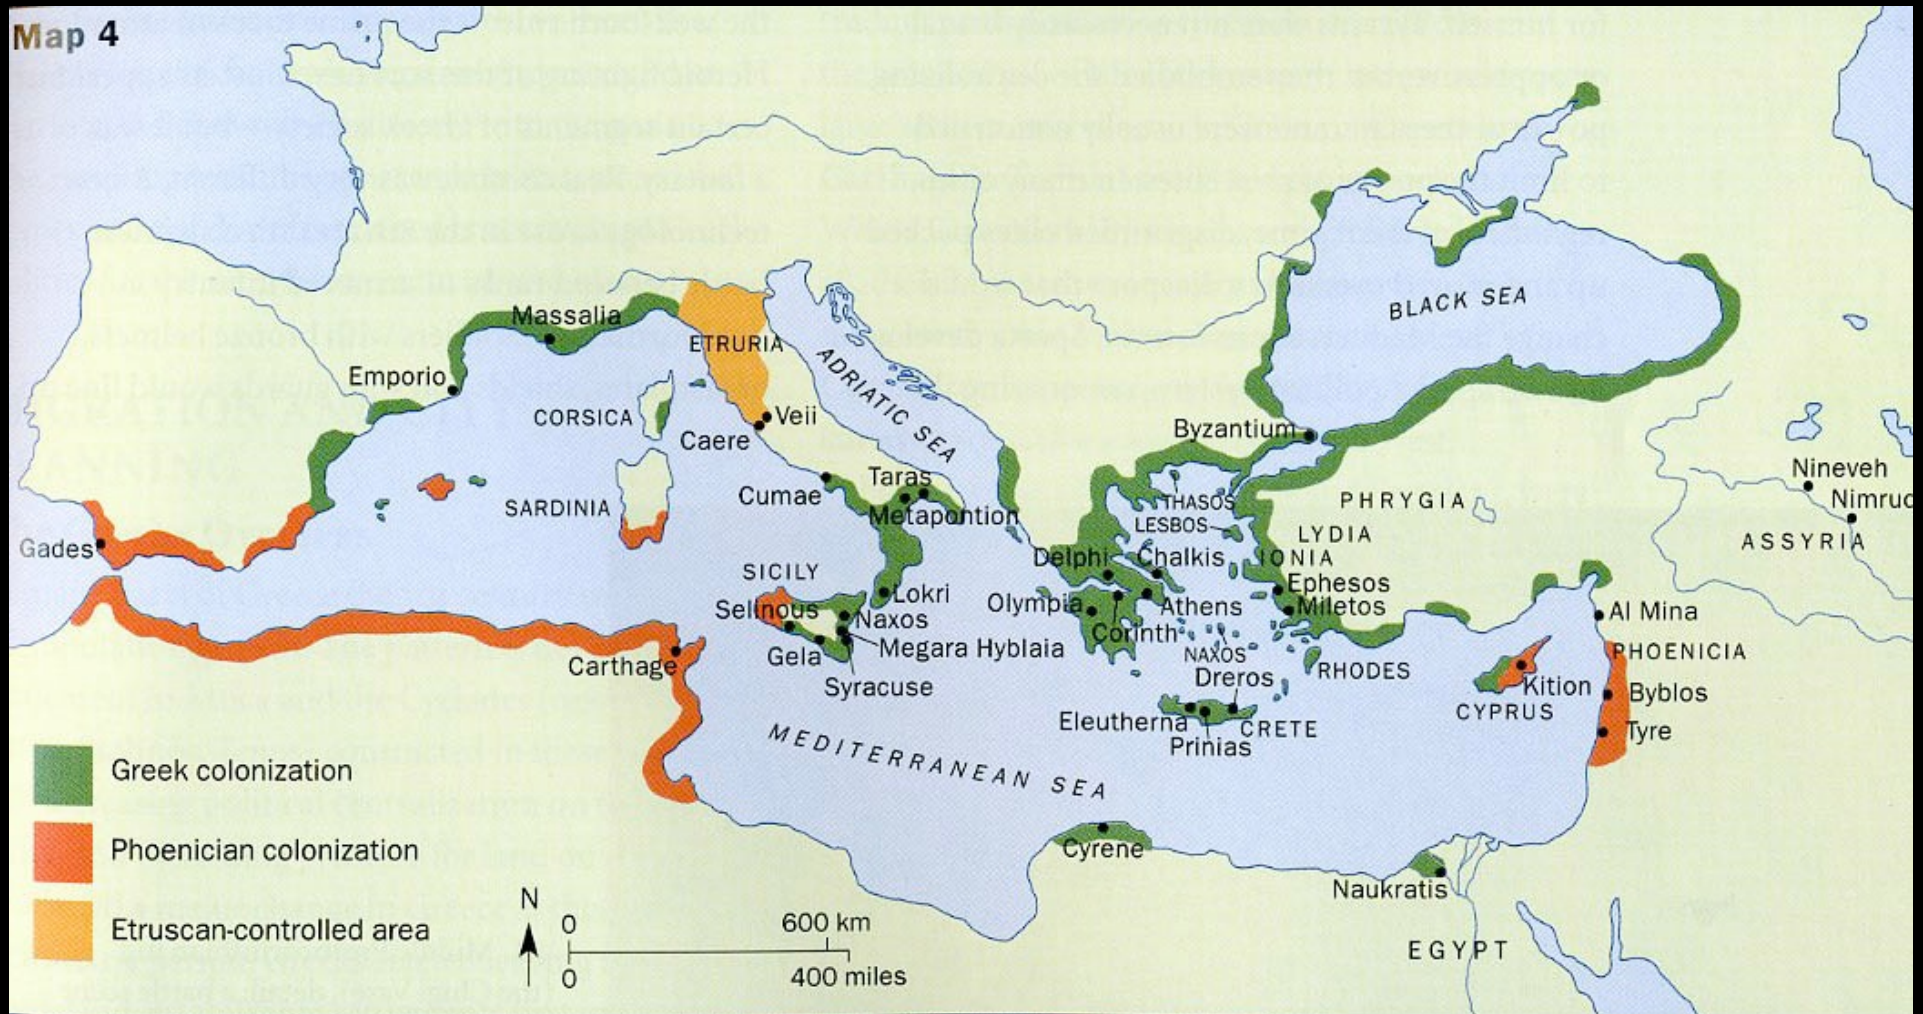 Map 4
BLACK SEA
Massalia
ETRURIA
Emporio
ADRIATIC SEA
CORSICA
Veii
Caere
Byzantium
Taras
Cumae
Metapontion
SARDINIA
THASOS
LESBOS
PHRYGIA
LYDIA
IONIA
Nineveh
Nimrud
ASSYRIA
Gades
Delphi
Chalkis
SICILY
Ephesos
Selinous
Lokri
Naxos
Olympia
Athens
Miletos
Al Mina
Corinth
Megara Hyblaia
Carthage
Gela
Syracuse
NAXOS
Dreros
RHODES
PHOENICIA
Kition
Byblos
CYPRUS
Eleutherna
CRETE
Prinias
Tyre
MEDITERRANEAN SEA
Cyrene
Naukratis
EGYPT
Greek colonization
Phoenician colonization
Etruscan-controlled area
N
0
600 km
0
400 miles